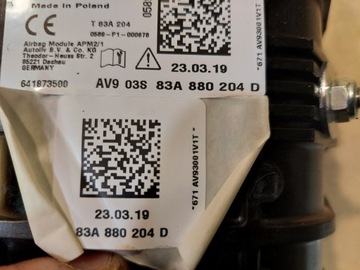 Made in Poland
T 83A 204
0589-P1-000678
Airbag Module APM2/1
Autoliv B.V. & Co. KG
Theodor-Heuss Str. 2
85221 Dachau
GERMANY
641873500
23.03.19
AV9 03S 83A 880 204 D
*671 AV93001V1T*
23.03.19
83A 880 204 D
*671 AV93001V1T*